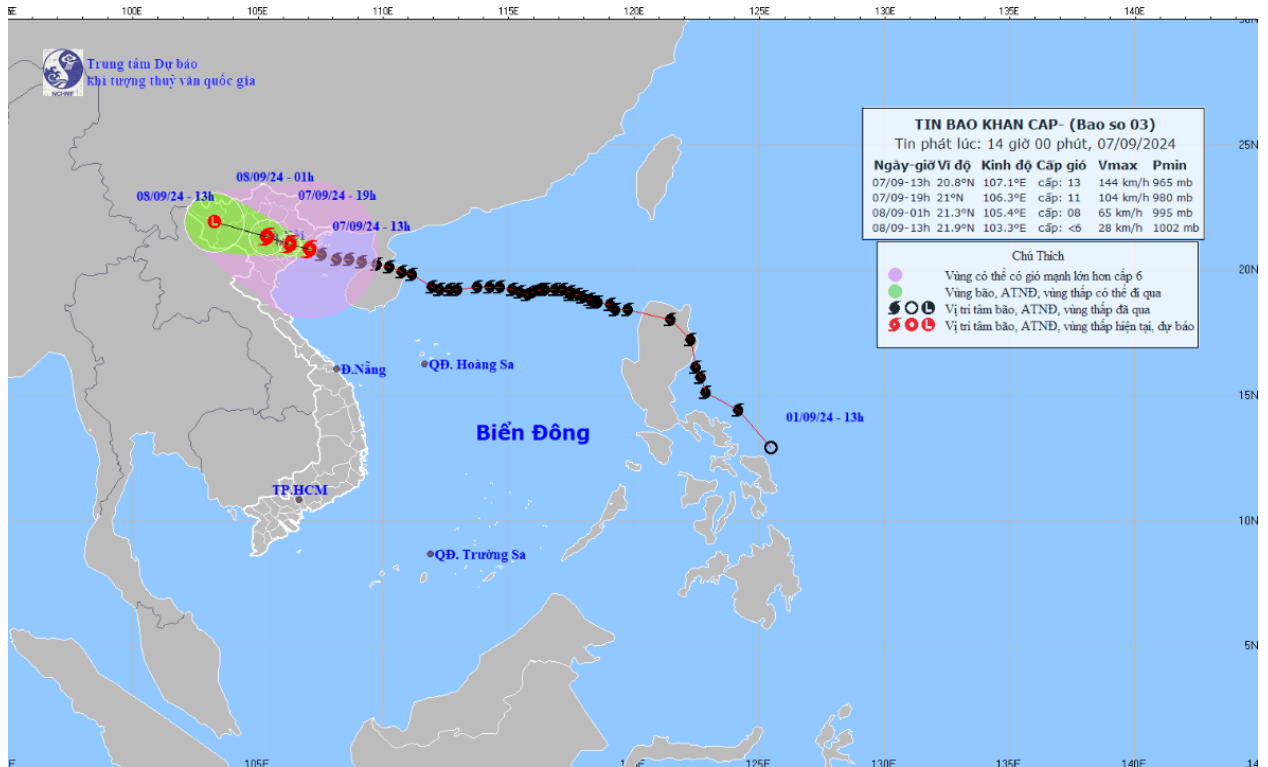 100E 105E 110E 115E 120E 125E 130E 135E 140E
Trung tâm Dự báo
khí tượng thuỷ văn quốc gia
NCHMF
TIN BAO KHAN CAP- (Bao so 03)
Tin phát lúc: 14 giờ 00 phút, 07/09/2024
Ngày-giờ Vĩ độ Kinh độ Cấp gió Vmax Pmin
07/09-13h 20.8°N 107.1°E cấp: 13 144 km/h 965 mb
07/09-19h 21°N 106.3°E cấp: 11 104 km/h 980 mb
08/09-01h 21.3°N 105.4°E cấp: 08 65 km/h 995 mb
08/09-13h 21.9°N 103.3°E cấp: <6 28 km/h 1002 mb
25N
08/09/24 - 01h
08/09/24 - 13h
07/09/24 - 19h
07/09/24 - 13h
Chú Thích
Vùng có thể có gió mạnh lớn hơn cấp 6
Vùng bão, ATNĐ, vùng thấp có thể đi qua
Vị trí tâm bão, ATNĐ, vùng thấp đã qua
Vị trí tâm bão, ATNĐ, vùng thấp hiện tại, dự báo
20N
Đ.Nẵng
QĐ. Hoàng Sa
15N
01/09/24 - 13h
Biển Đông
TP.HCM
10N
QĐ. Trường Sa
5N
105E 110E 115E 120E 125E 130E 135E 140E